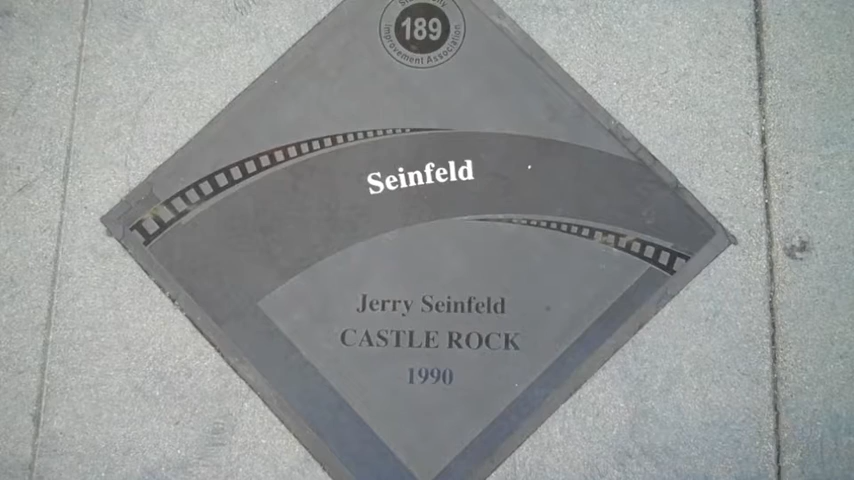 189
Improvement Association
Seinfeld
Jerry Seinfeld
CASTLE ROCK
1990